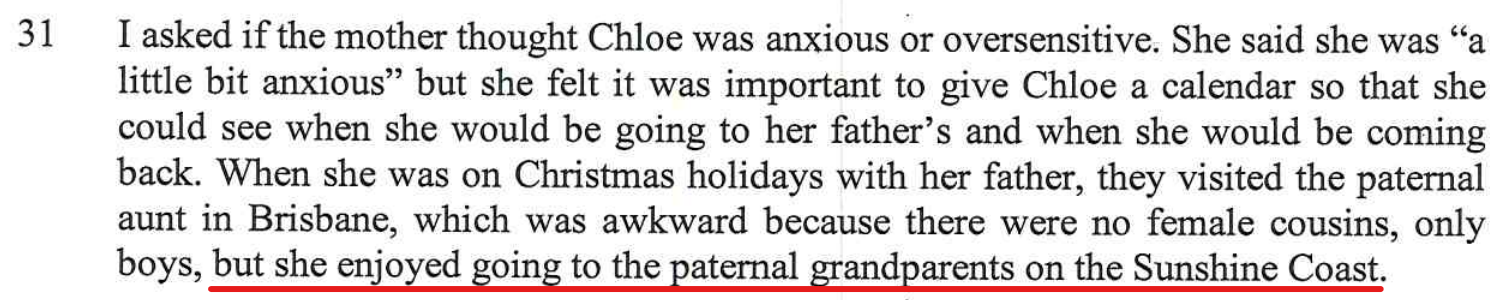 31 I asked if the mother thought Chloe was anxious or oversensitive. She said she was “a
little bit anxious” but she felt it was important to give Chloe a calendar so that she
could see when she would be going to her father’s and when she would be coming
back. When she was on Christmas holidays with her father, they visited the paternal
aunt in Brisbane, which was awkward because there were no female cousins, only
boys, but she enjoyed going to the paternal grandparents on the Sunshine Coast.